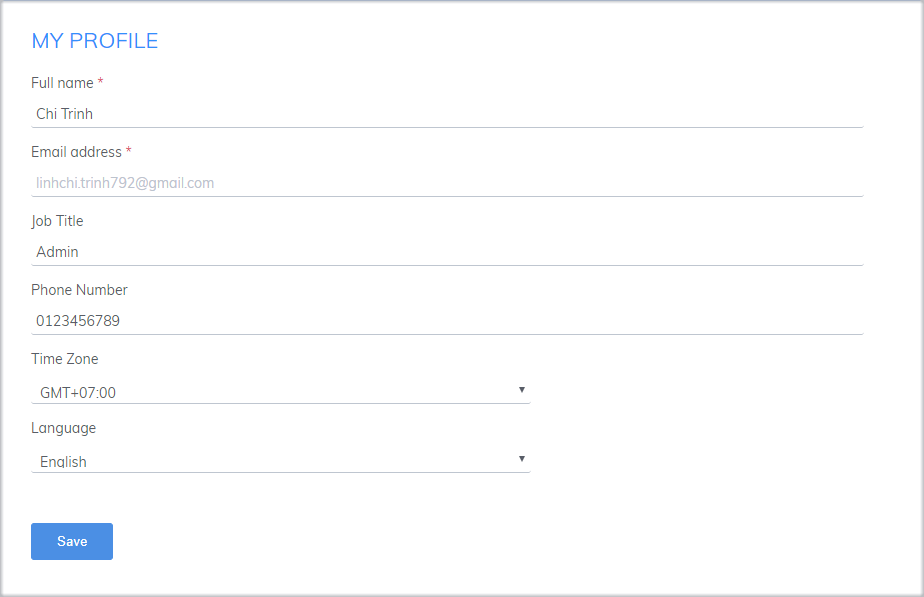 MY PROFILE
Full name *
Chi Trinh
Email address *
linhchi.trinh792@gmail.com
Job Title
Admin
Phone Number
0123456789
Time Zone
GMT+07:00
Language
English
Save